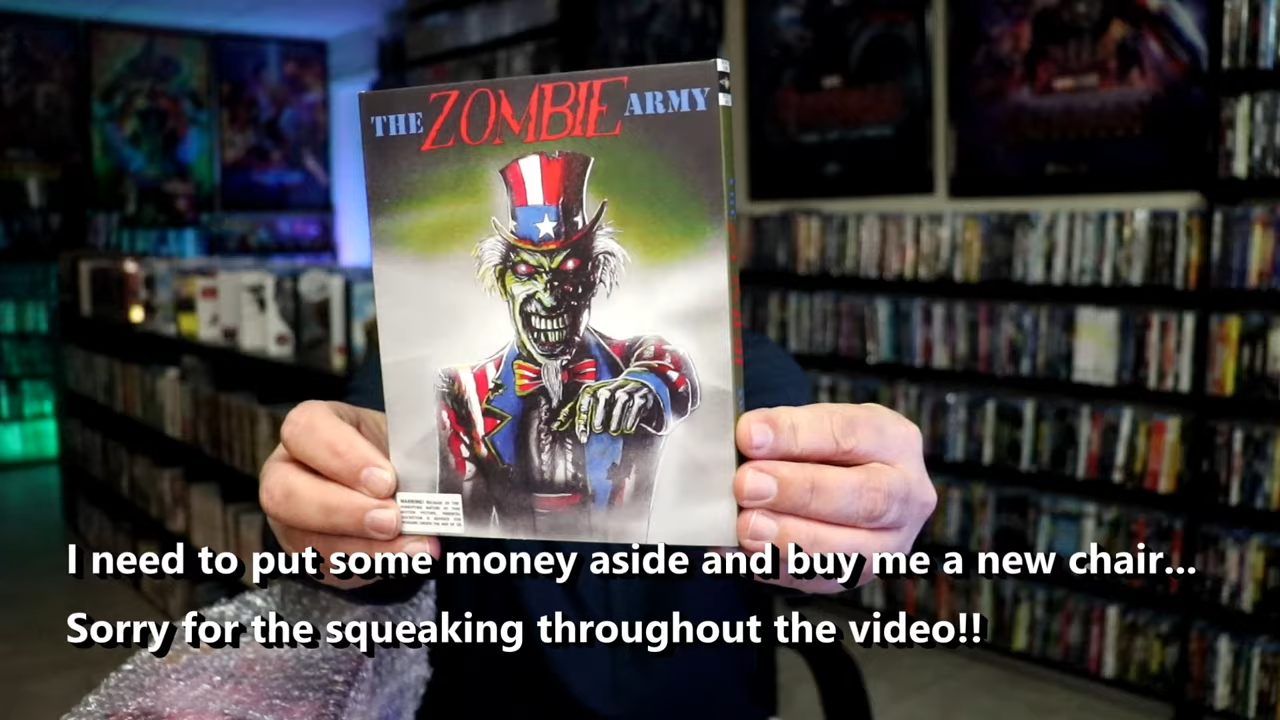 THE ZOMBIE ARMY
I need to put some money aside and buy me a new chair...
Sorry for the squeaking throughout the video!!